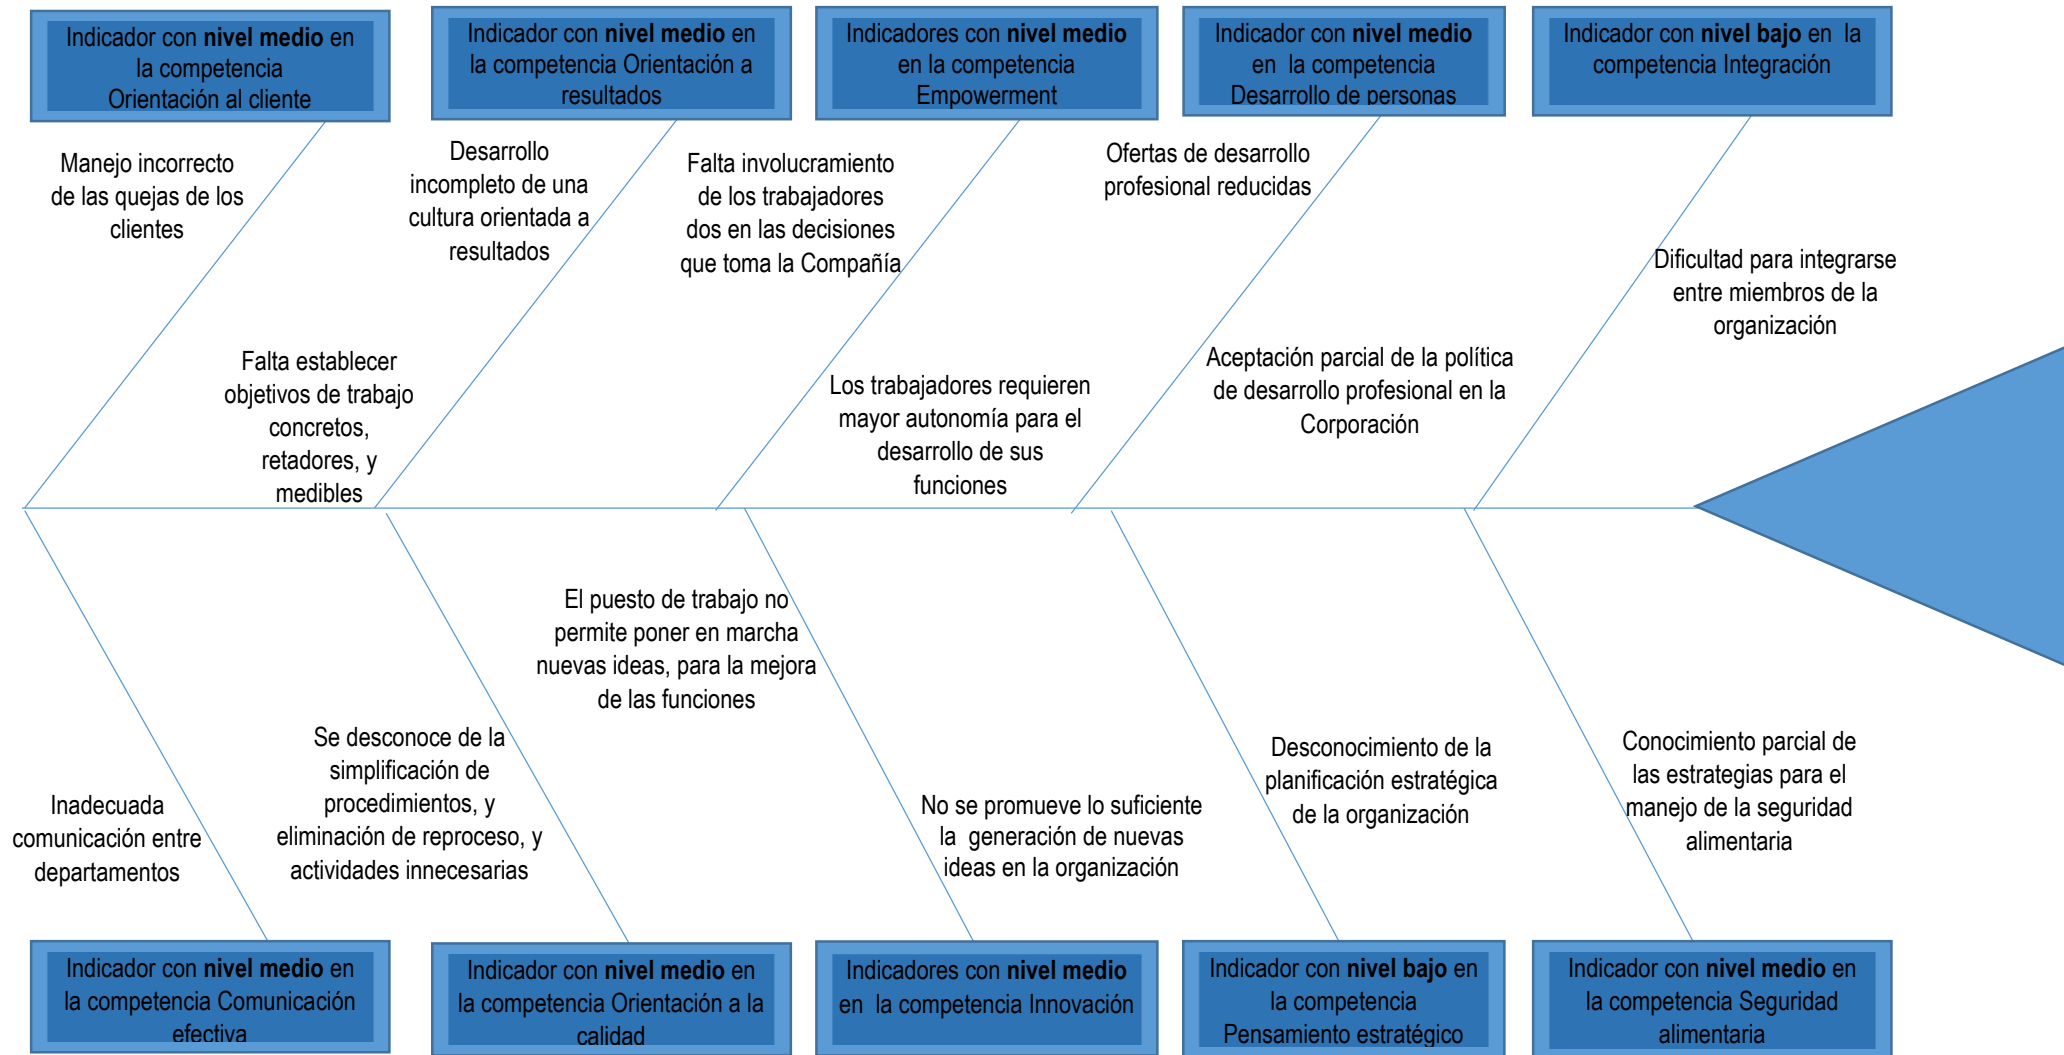 Indicador con nivel medio en
la competencia
Orientación al cliente
Indicador con nivel medio en
la competencia Orientación a
resultados
Indicadores con nivel medio
en la competencia
Empowerment
Indicador con nivel medio
en  la competencia
Desarrollo de personas
Indicador con nivel bajo en  la
competencia Integración
Manejo incorrecto
de las quejas de los
clientes
Desarrollo
incompleto de una
cultura orientada a
resultados
Falta involucramiento
de los trabajadores
dos en las decisiones
que toma la Compañía
Ofertas de desarrollo
profesional reducidas
Dificultad para integrarse
entre miembros de la
organización
Falta establecer
objetivos de trabajo
concretos,
retadores, y
medibles
Los trabajadores requieren
mayor autonomía para el
desarrollo de sus
funciones
Aceptación parcial de la política
de desarrollo profesional en la
Corporación
El puesto de trabajo no
permite poner en marcha
nuevas ideas, para la mejora
de las funciones
Inadecuada
comunicación entre
departamentos
Se desconoce de la
simplificación de
procedimientos, y
eliminación de reproceso, y
actividades innecesarias
No se promueve lo suficiente
la  generación de nuevas
ideas en la organización
Desconocimiento de la
planificación estratégica
de la organización
Conocimiento parcial de
las estrategias para el
manejo de la seguridad
alimentaria
Indicador con nivel medio en
la competencia Comunicación
efectiva
Indicador con nivel medio en
la competencia Orientación a la
calidad
Indicadores con nivel medio
en  la competencia Innovación
Indicador con nivel bajo en
la competencia
Pensamiento estratégico
Indicador con nivel medio en
la competencia Seguridad
alimentaria